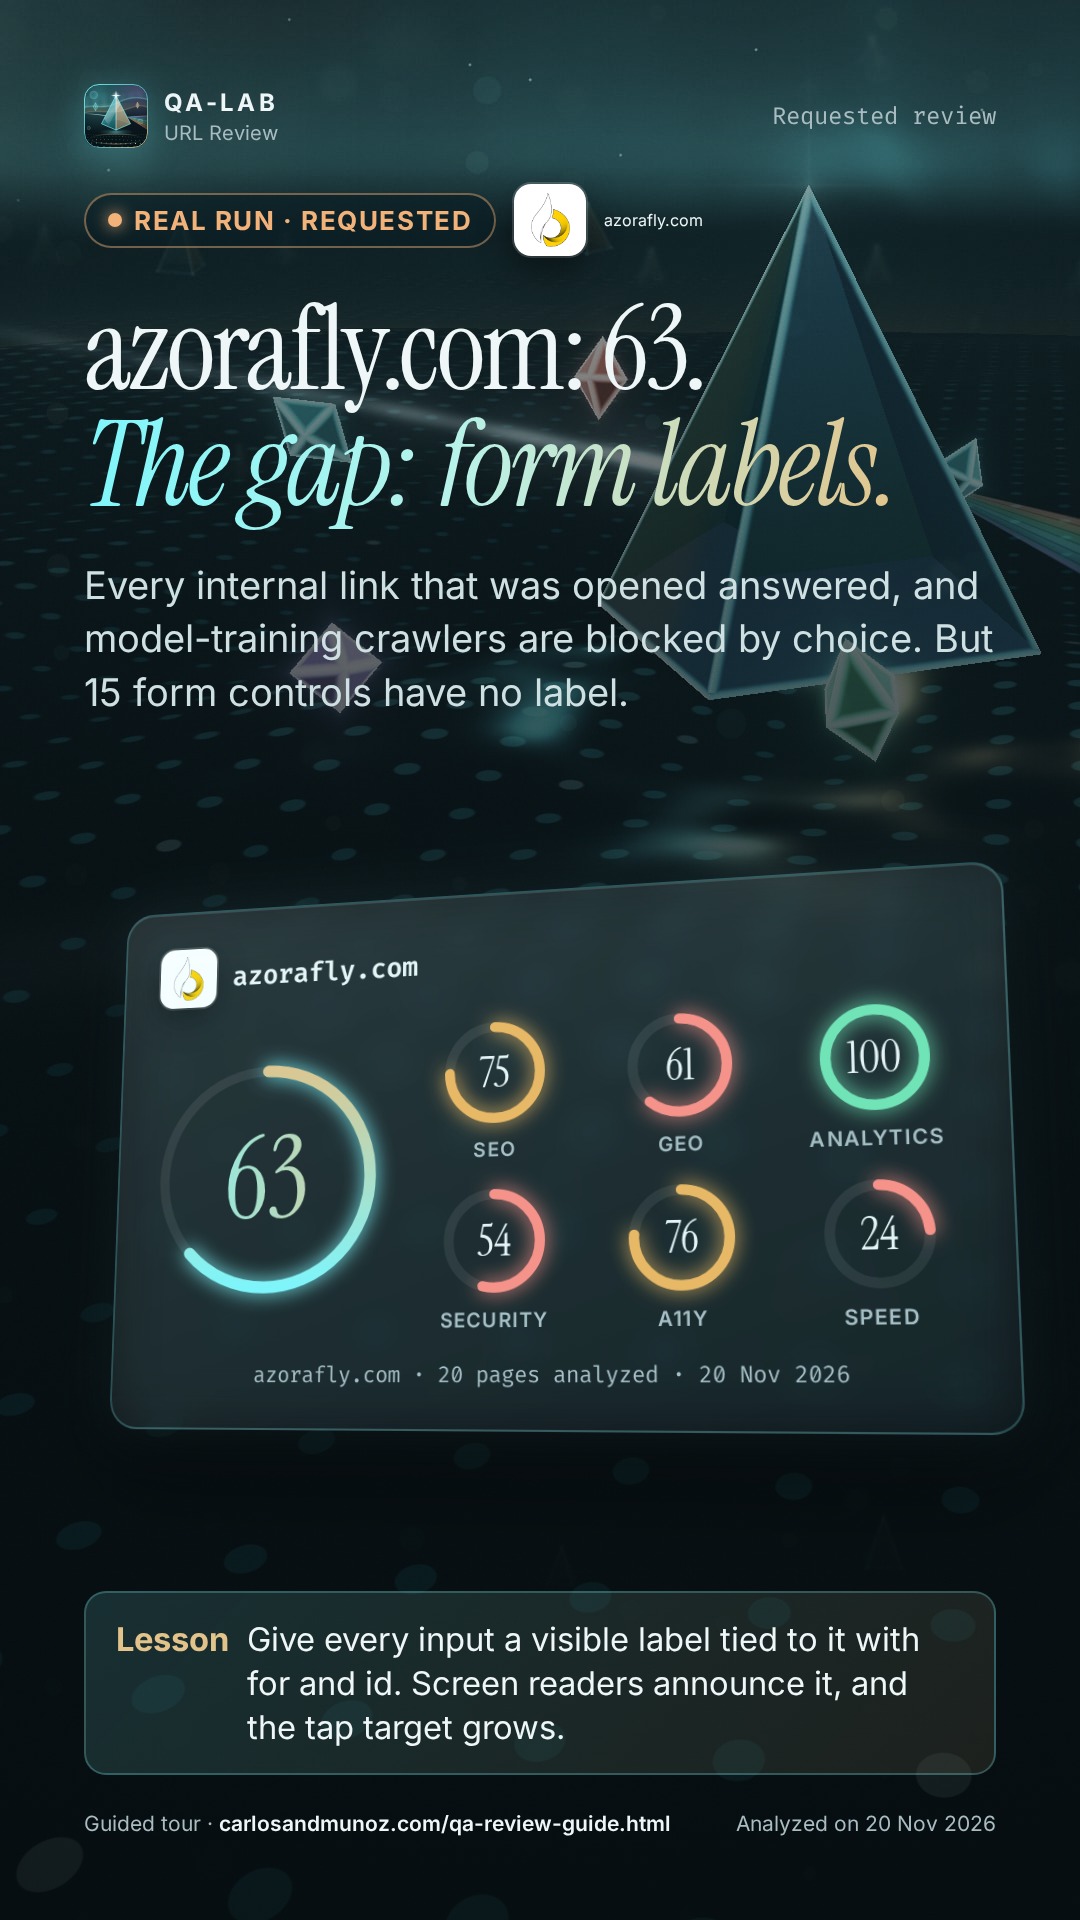 QA-LAB
URL Review
Requested review
REAL RUN · REQUESTED
azorafly.com
azorafly.com: 63.
The gap: form labels.
Every internal link that was opened answered, and
model-training crawlers are blocked by choice. But
15 form controls have no label.
azorafly.com
63
75
SEO
61
GEO
100
ANALYTICS
54
SECURITY
76
A11Y
24
SPEED
azorafly.com · 20 pages analyzed · 20 Nov 2026
Lesson Give every input a visible label tied to it with
for and id. Screen readers announce it, and
the tap target grows.
Guided tour · carlosandmunoz.com/qa-review-guide.html
Analyzed on 20 Nov 2026